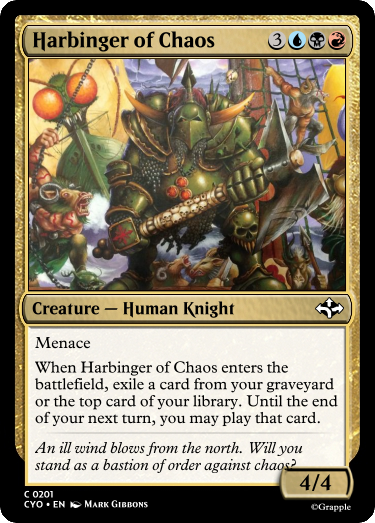 Harbinger of Chaos 3
Creature — Human Knight
Menace
When Harbinger of Chaos enters the
battlefield, exile a card from your graveyard
or the top card of your library. Until the end
of your next turn, you may play that card.
An ill wind blows from the north. Will you
stand as a bastion of order against chaos?
4/4
C 0201
CYO • EN Mark Gibbons
©Grapple